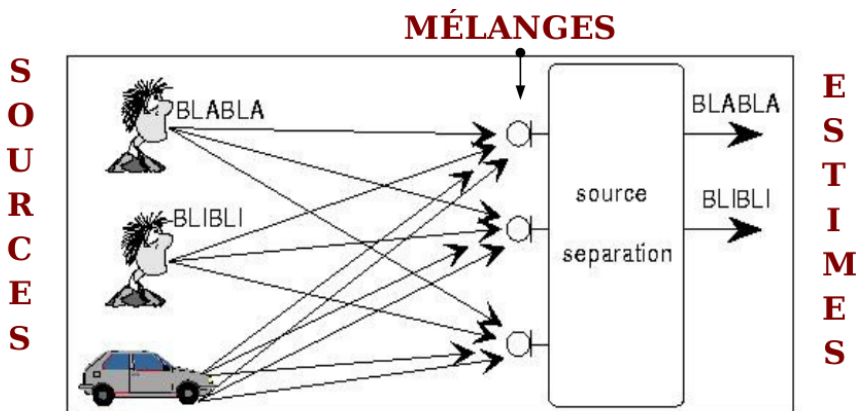 MÉLANGES
SOURCES
BLABLA
BLIBLI
source
separation
BLABLA
BLIBLI
ESTIMES